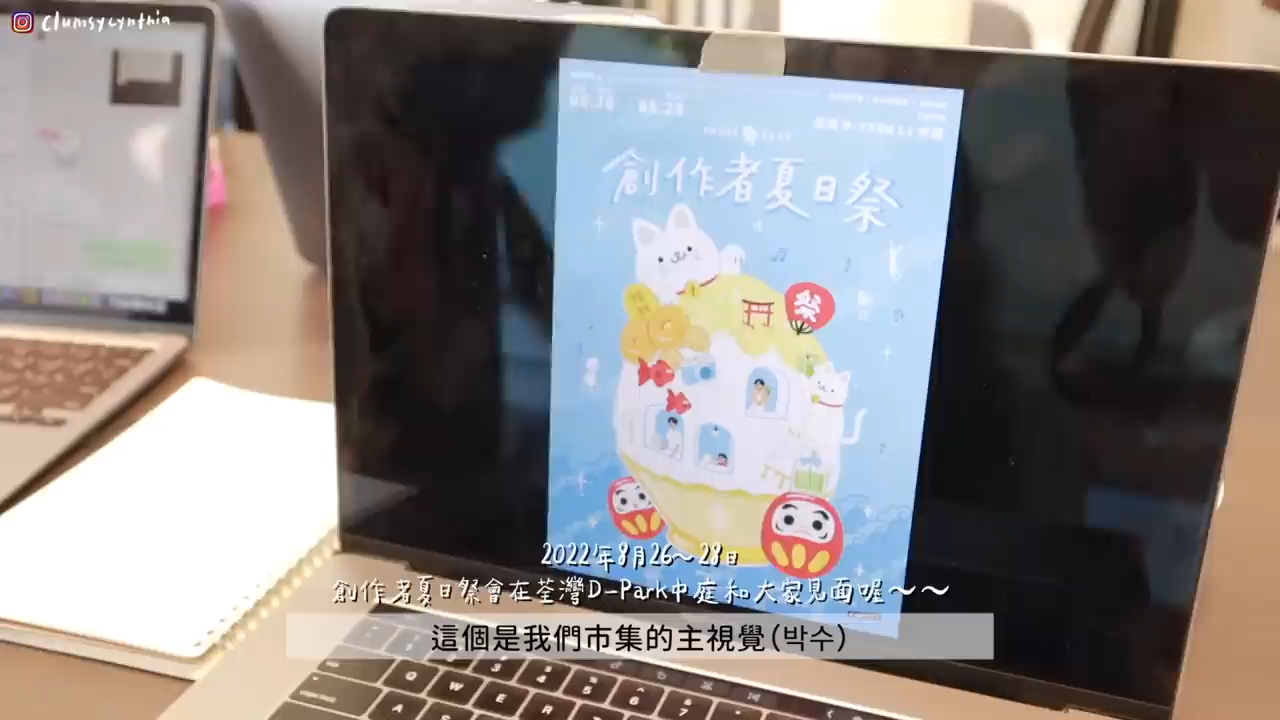 clumsycynthia
創作者夏日祭
祭
2022年8月26~28日
創作者夏日祭會在荃灣D-Park中庭和大家見面喔～～
這個是我們市集的主視覺(박수)